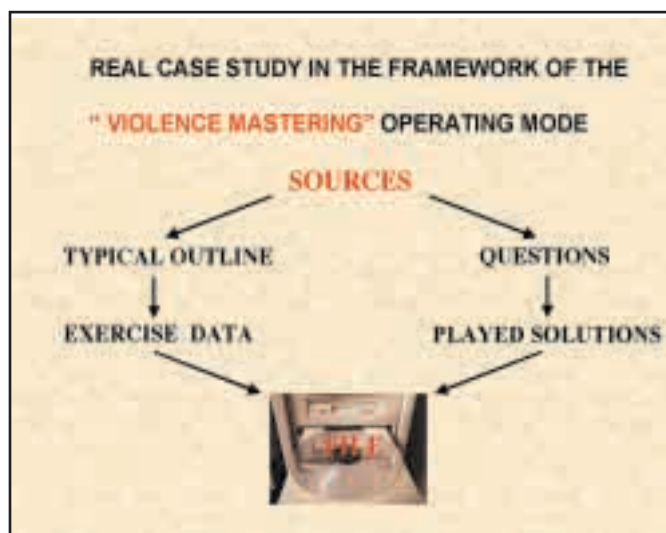 REAL CASE STUDY IN THE FRAMEWORK OF THE
“ VIOLENCE MASTERING” OPERATING MODE
SOURCES
TYPICAL OUTLINE
QUESTIONS
EXERCISE DATA
PLAYED SOLUTIONS
FILE